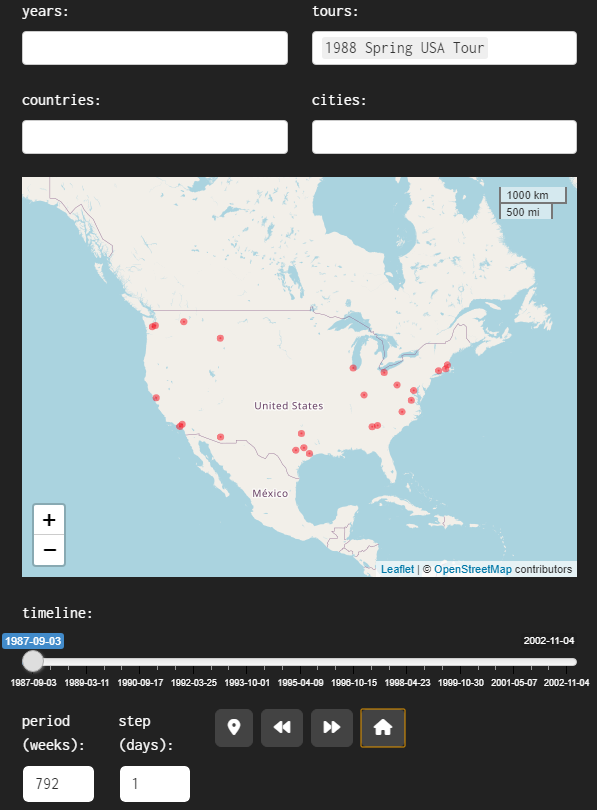 years: tours:
1988 Spring USA Tour
countries: cities:
1000 km
500 mi
United States
México
+
−
Leaflet | © OpenStreetMap contributors
timeline:
1987-09-03 2002-11-04
1987-09-03 1989-03-11 1990-09-17 1992-03-25 1993-10-01 1995-04-09 1996-10-15 1998-04-23 1999-10-30 2001-05-07 2002-11-04
period step
(weeks): (days):
792 1